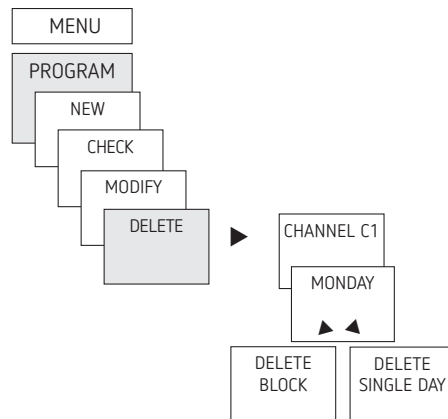 MENU
PROGRAM
NEW
CHECK
MODIFY
DELETE
CHANNEL C1
MONDAY
DELETE
BLOCK
DELETE
SINGLE DAY